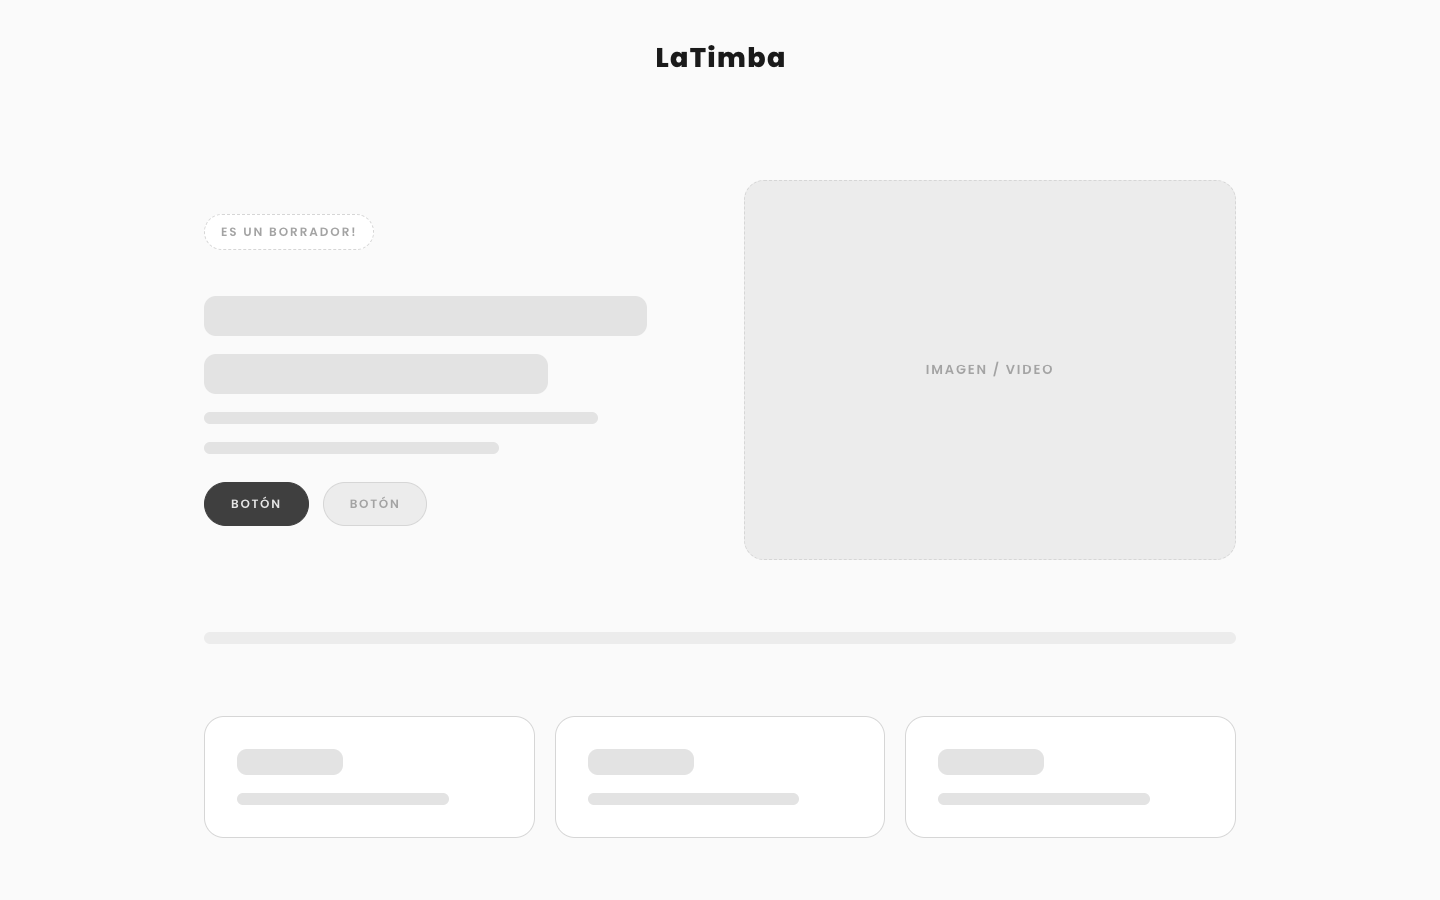 LaTimba
ES UN BORRADOR!
IMAGEN / VIDEO
BOTÓN
BOTÓN